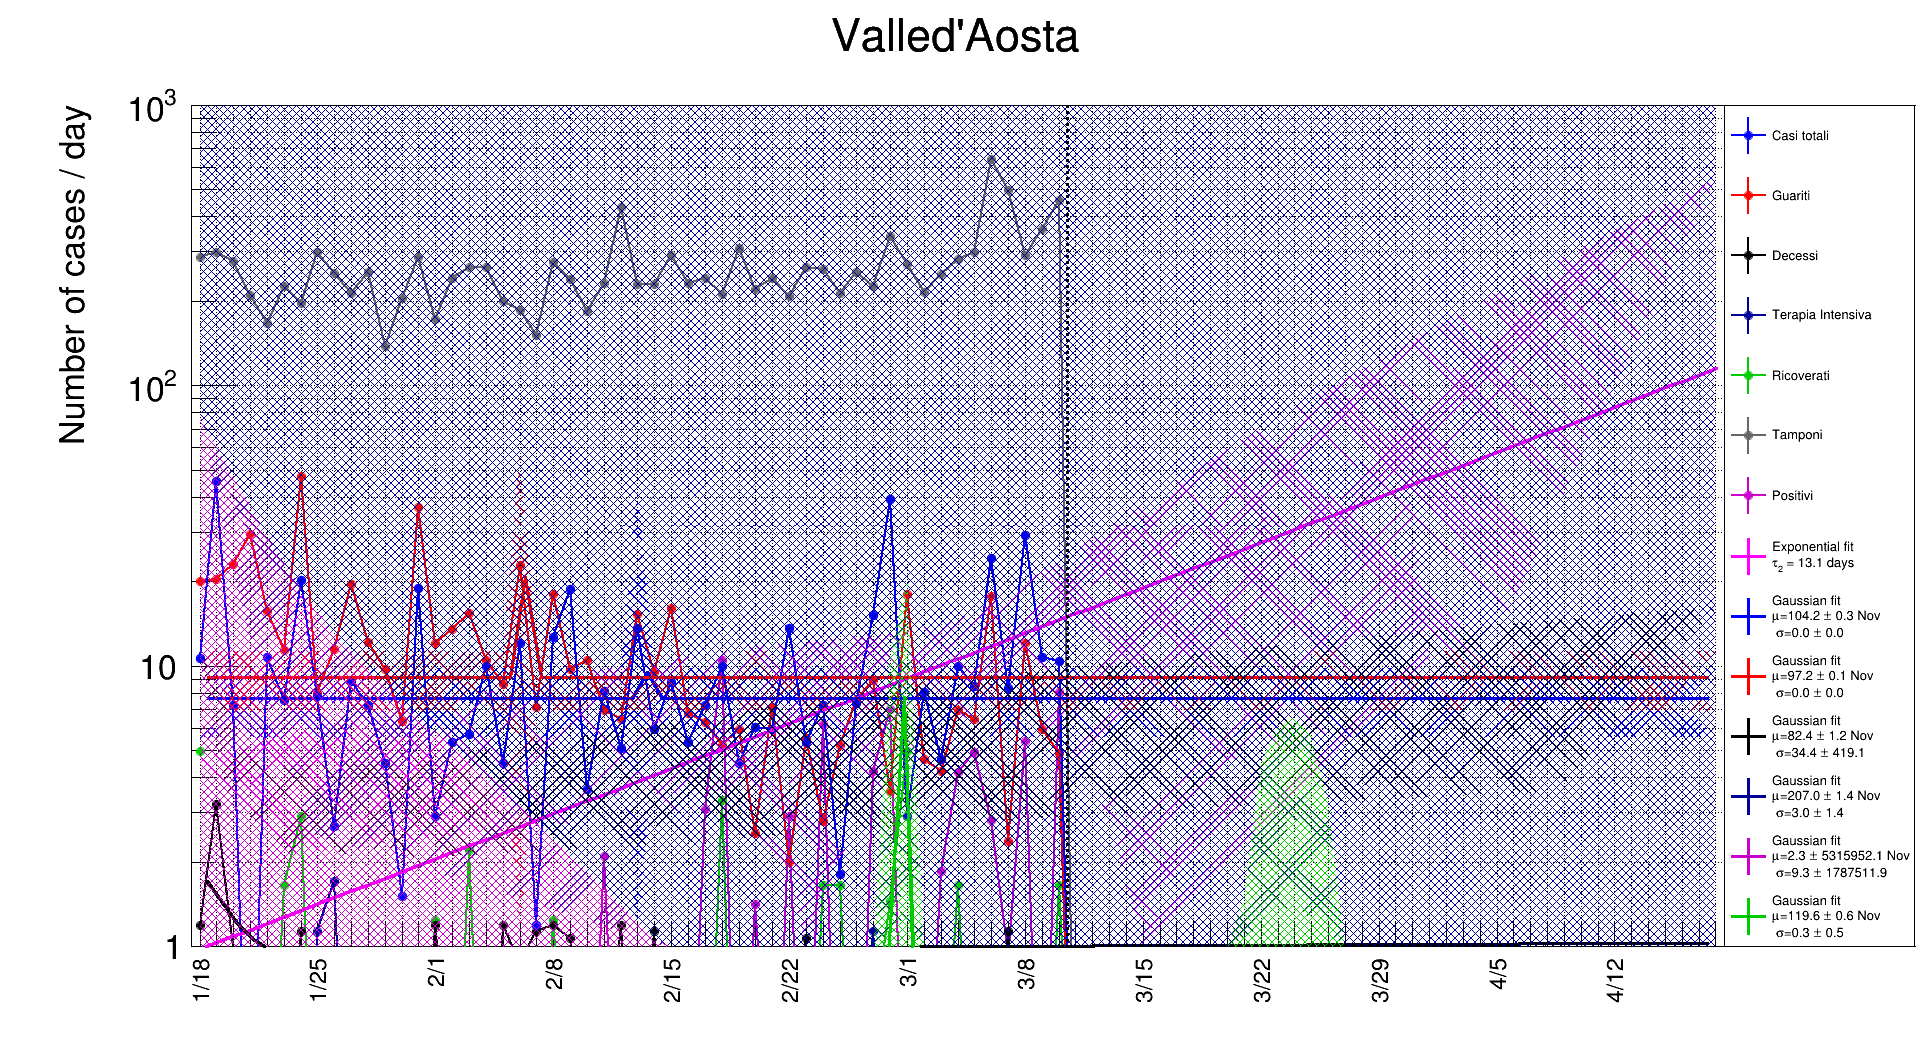 Valled'Aosta
Number of cases / day
10³
10²
10
1
1/18
1/25
2/1
2/8
2/15
2/22
3/1
3/8
3/15
3/22
3/29
4/5
4/12
Casi totali
Guariti
Decessi
Terapia Intensiva
Ricoverati
Tamponi
Positivi
Exponential fit
τ₂ = 13.1 days
Gaussian fit
μ=104.2 ± 0.3 Nov
σ=0.0 ± 0.0
Gaussian fit
μ=97.2 ± 0.1 Nov
σ=0.0 ± 0.0
Gaussian fit
μ=82.4 ± 1.2 Nov
σ=34.4 ± 419.1
Gaussian fit
μ=207.0 ± 1.4 Nov
σ=3.0 ± 1.4
Gaussian fit
μ=2.3 ± 5315952.1 Nov
σ=9.3 ± 1787511.9
Gaussian fit
μ=119.6 ± 0.6 Nov
σ=0.3 ± 0.5